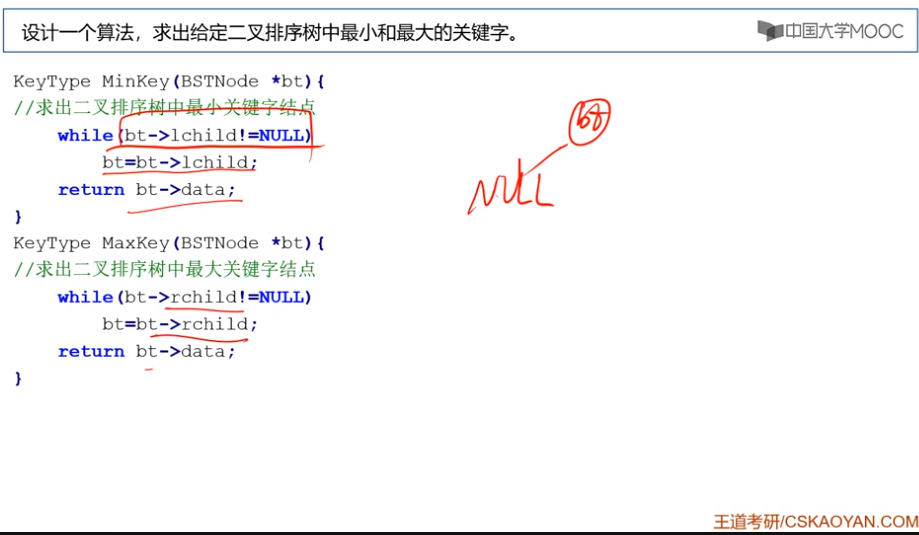 设计一个算法，求出给定二叉排序树中最小和最大的关键字。
中国大学MOOC
KeyType MinKey(BSTNode *bt){
//求出二叉排序树中最小关键字结点
while(bt->lchild!=NULL)
bt=bt->lchild;
return bt->data;
}
KeyType MaxKey(BSTNode *bt){
//求出二叉排序树中最大关键字结点
while(bt->rchild!=NULL)
bt=bt->rchild;
return bt->data;
}
bt
NULL
王道考研/CSKAOYAN.COM